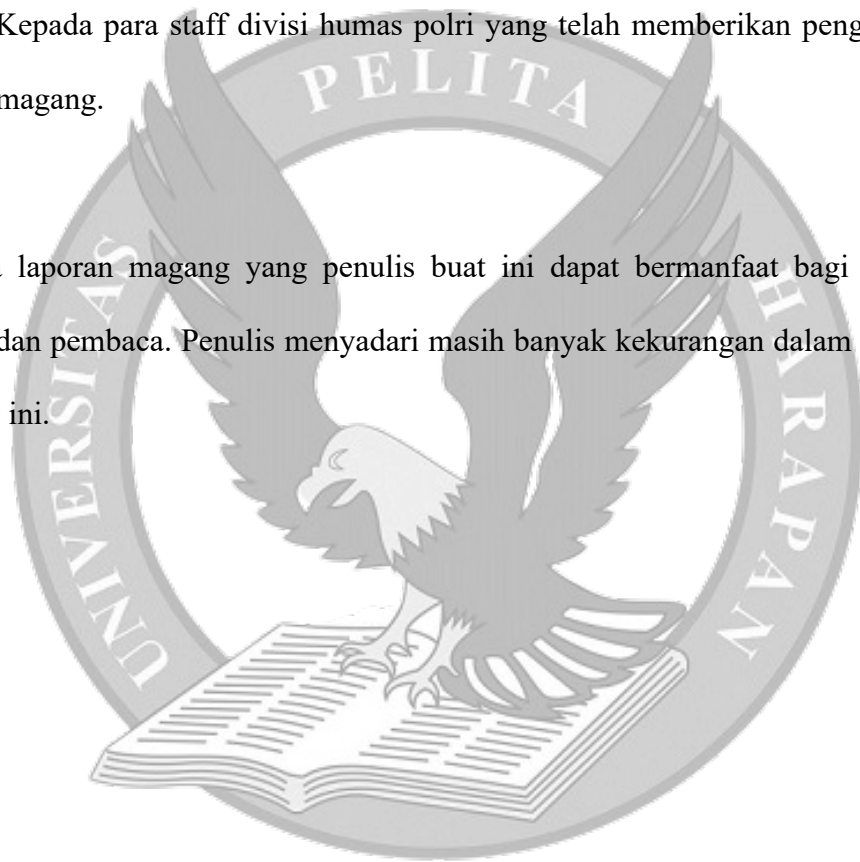 Kepada para staff divisi humas polri yang telah memberikan
magang.
laporan magang yang penulis buat ini dapat bermanfaat bagi
dan pembaca. Penulis menyadari masih banyak kekurangan dalam
ini.
UNIVERSITAS PELITA HARAPAN